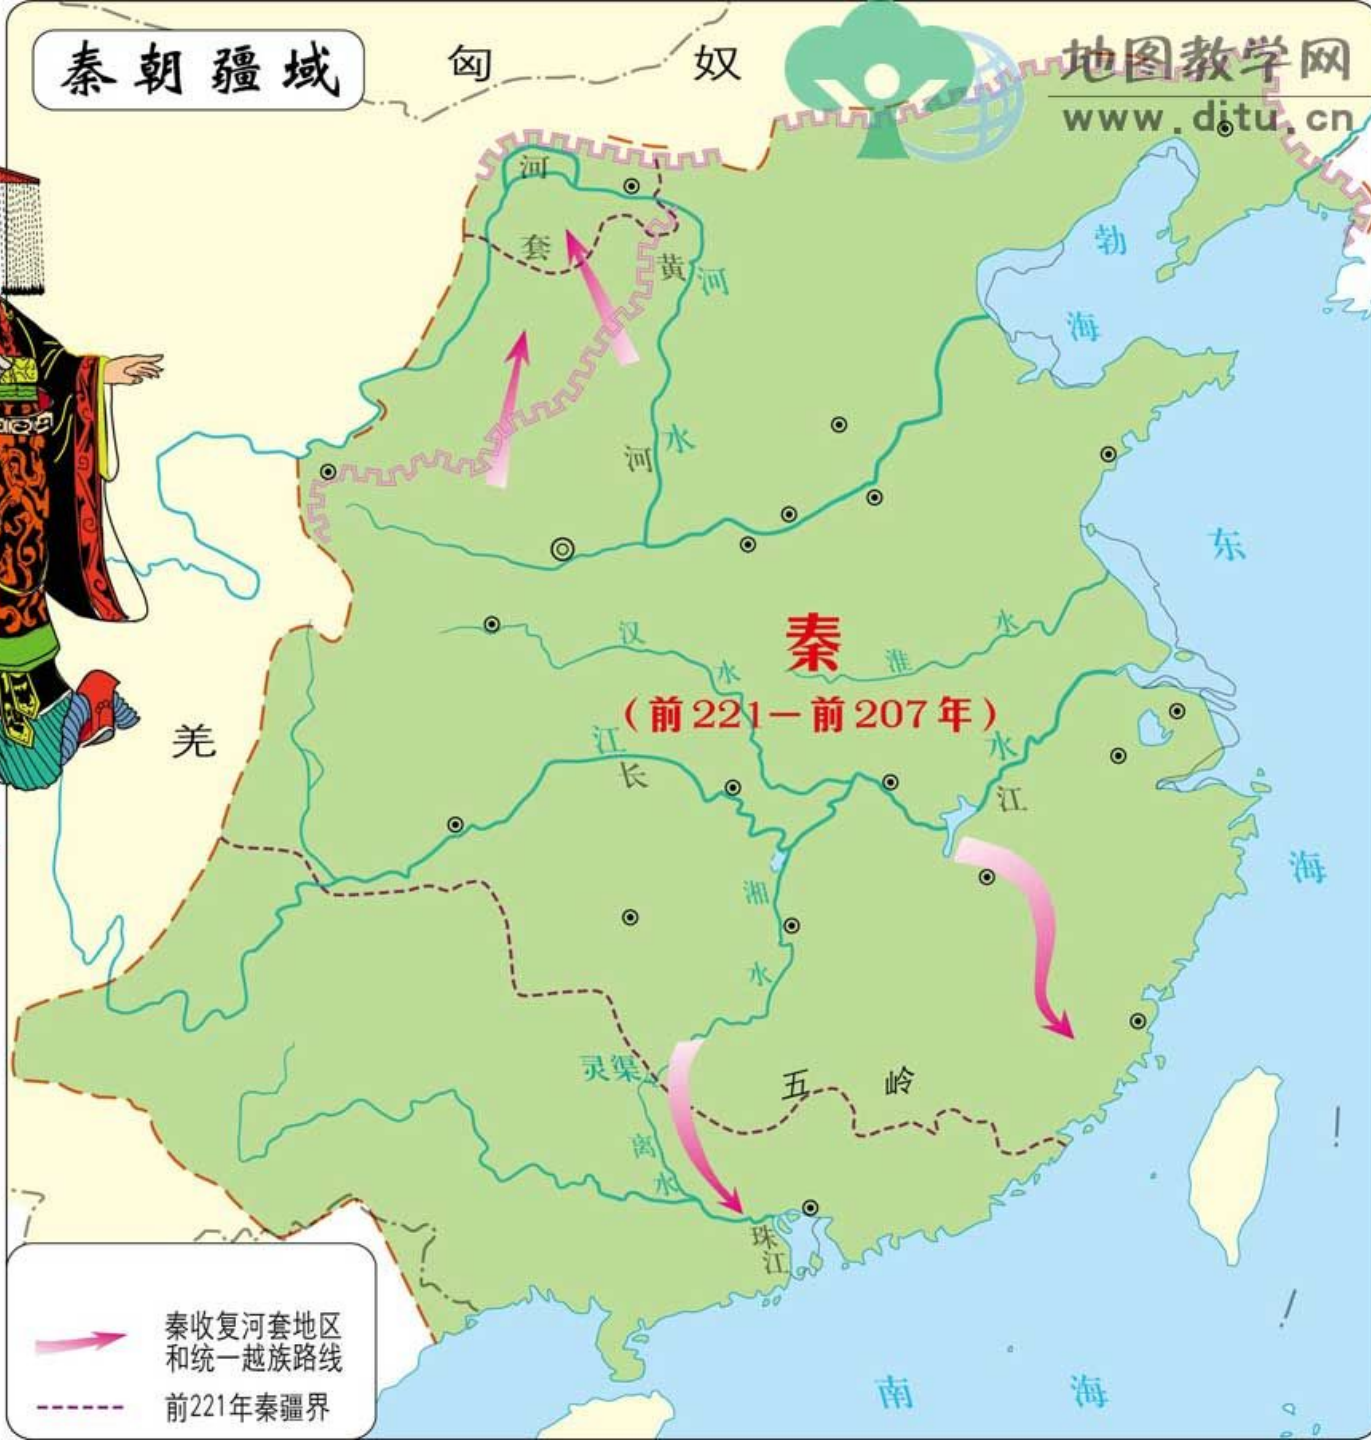 秦朝疆域
匈奴
地图教学网
www.ditu.cn
河
套
黄河
勃
海
水
河
东
秦
（前221－前207年）
汉
水
淮
水
羌
江
长
水
江
海
湘
水
灵渠
五岭
离
水
珠
江
南海
秦收复河套地区
和统一越族路线
前221年秦疆界